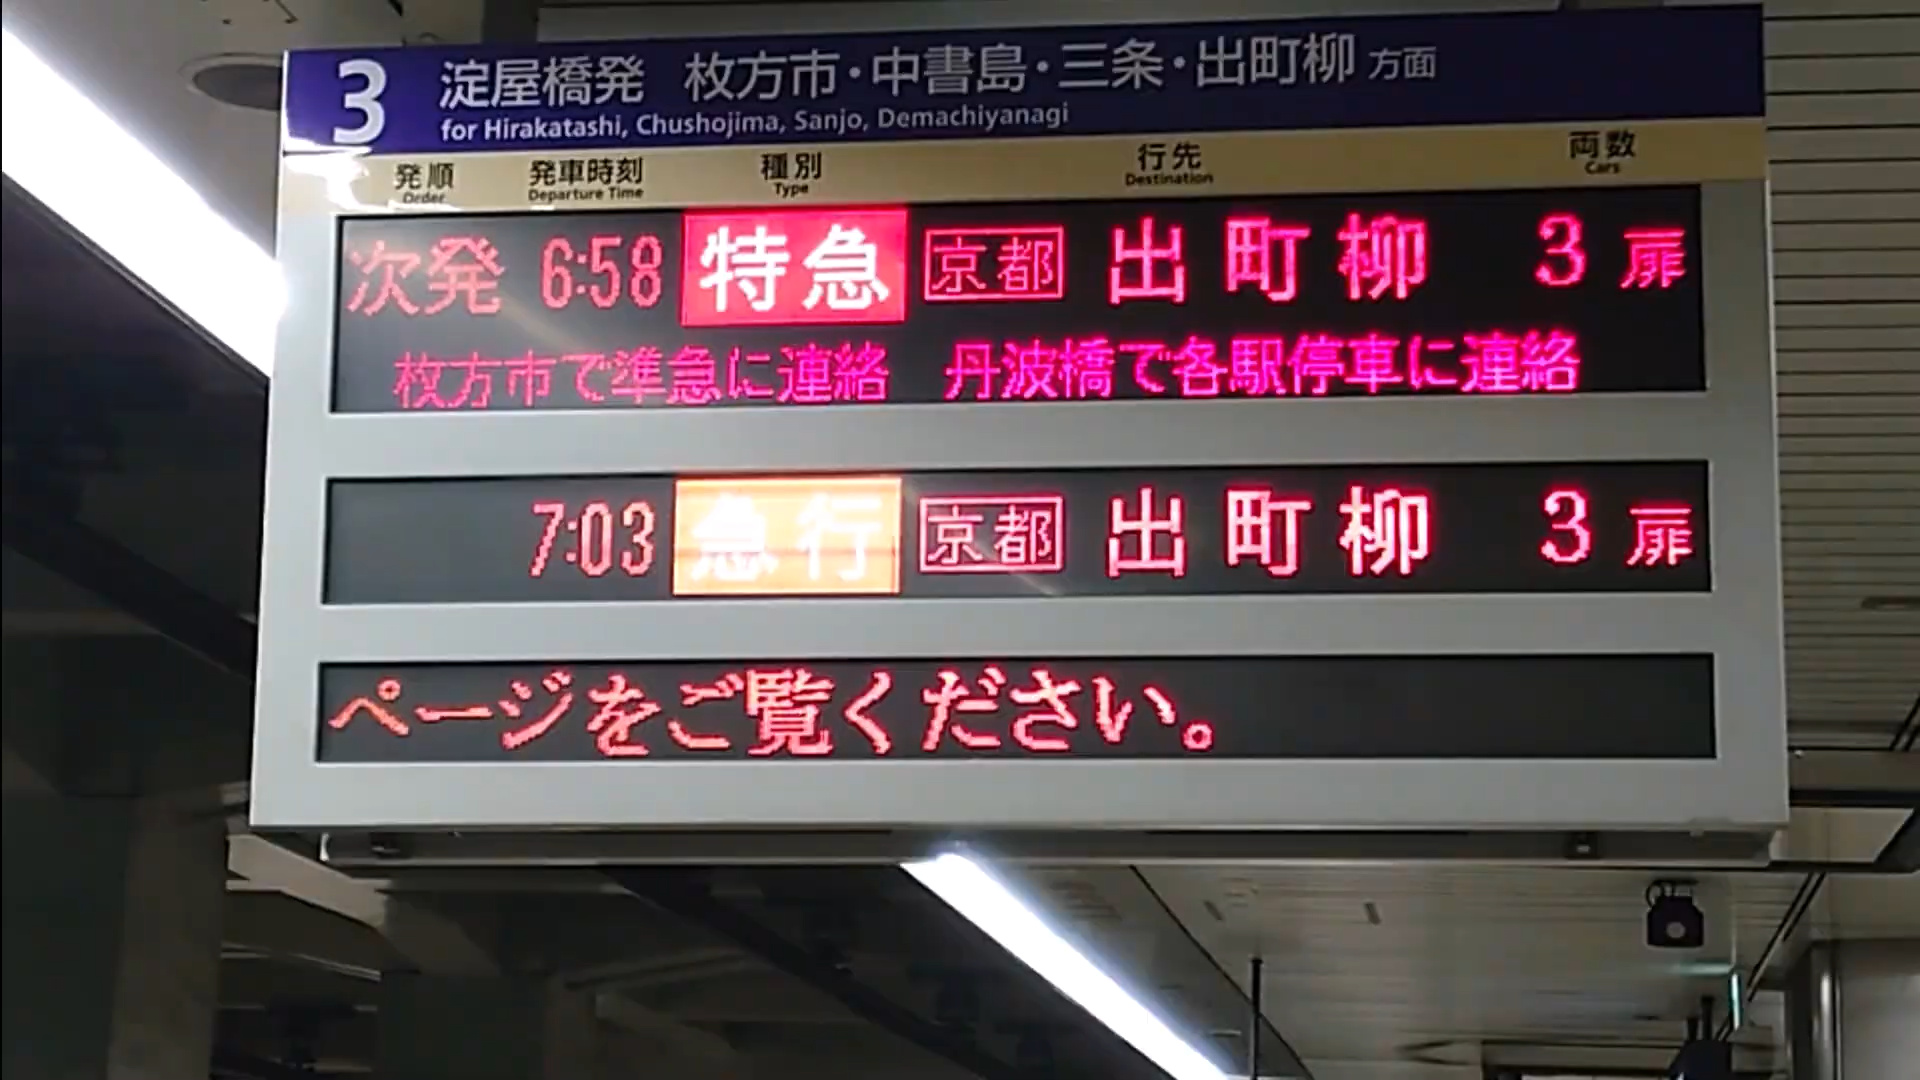 3 淀屋橋発 枚方市・中書島・三条・出町柳 方面
for Hirakatashi, Chushojima, Sanjo, Demachiyanagi
発順 発車時刻 種別 行先 両数
Order Departure Time Type Destination Cars
次発 6:58 特急 京都 出町柳 3扉
枚方市で準急に連絡 丹波橋で各駅停車に連絡
7:03 急行 京都 出町柳 3扉
ページをご覧ください。